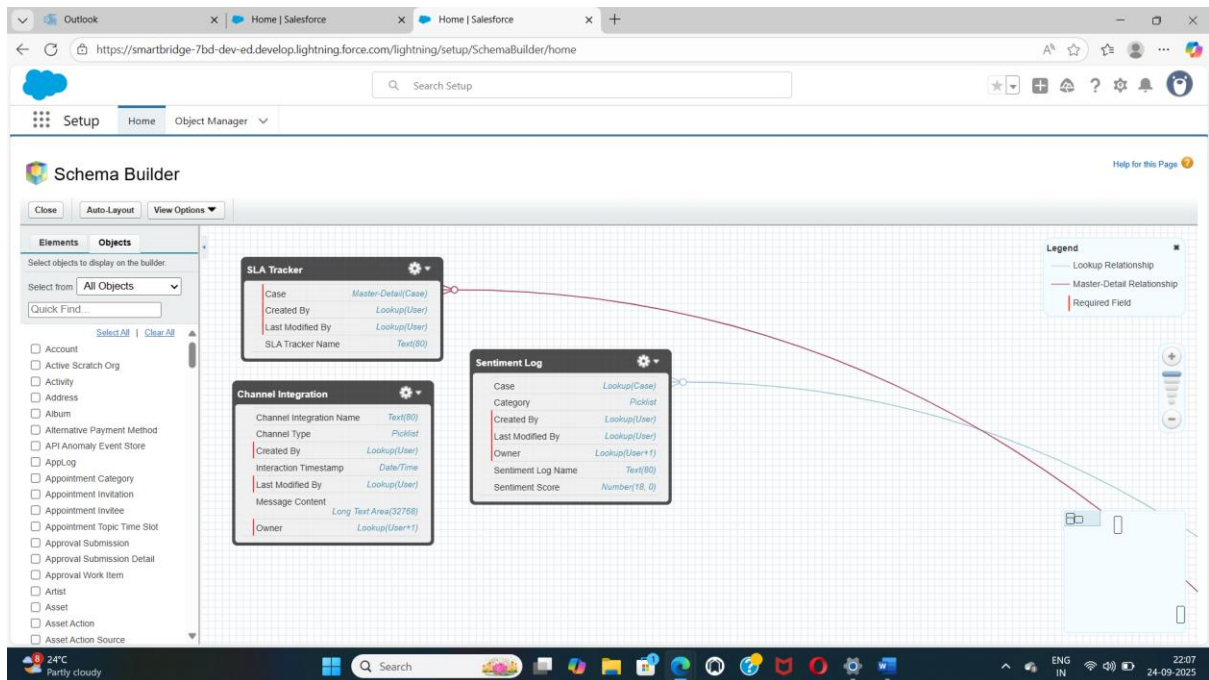 Outlook
Home | Salesforce
Home | Salesforce
https://smartbridge-7bd-dev-ed.develop.lightning.force.com/lightning/setup/SchemaBuilder/home
Search Setup
Setup Home Object Manager
Schema Builder
Help for this Page
Close Auto-Layout View Options
Elements Objects
Select objects to display on the builder.
Select from All Objects
Quick Find...
Select All | Clear All
Account
Active Scratch Org
Activity
Address
Album
Alternative Payment Method
API Anomaly Event Store
AppLog
Appointment Category
Appointment Invitation
Appointment Invitee
Appointment Topic Time Slot
Approval Submission
Approval Submission Detail
Approval Work Item
Artist
Asset
Asset Action
Asset Action Source
SLA Tracker
Case Master-Detail(Case)
Created By Lookup(User)
Last Modified By Lookup(User)
SLA Tracker Name Text(80)
Channel Integration
Channel Integration Name Text(80)
Channel Type Picklist
Created By Lookup(User)
Interaction Timestamp Date/Time
Last Modified By Lookup(User)
Message Content
Long Text Area(32768)
Owner Lookup(User+1)
Sentiment Log
Case Lookup(Case)
Category Picklist
Created By Lookup(User)
Last Modified By Lookup(User)
Owner Lookup(User+1)
Sentiment Log Name Text(80)
Sentiment Score Number(18, 0)
Legend
Lookup Relationship
Master-Detail Relationship
Required Field
8
24°C
Partly cloudy
Search
ENG
IN
22:07
24-09-2025